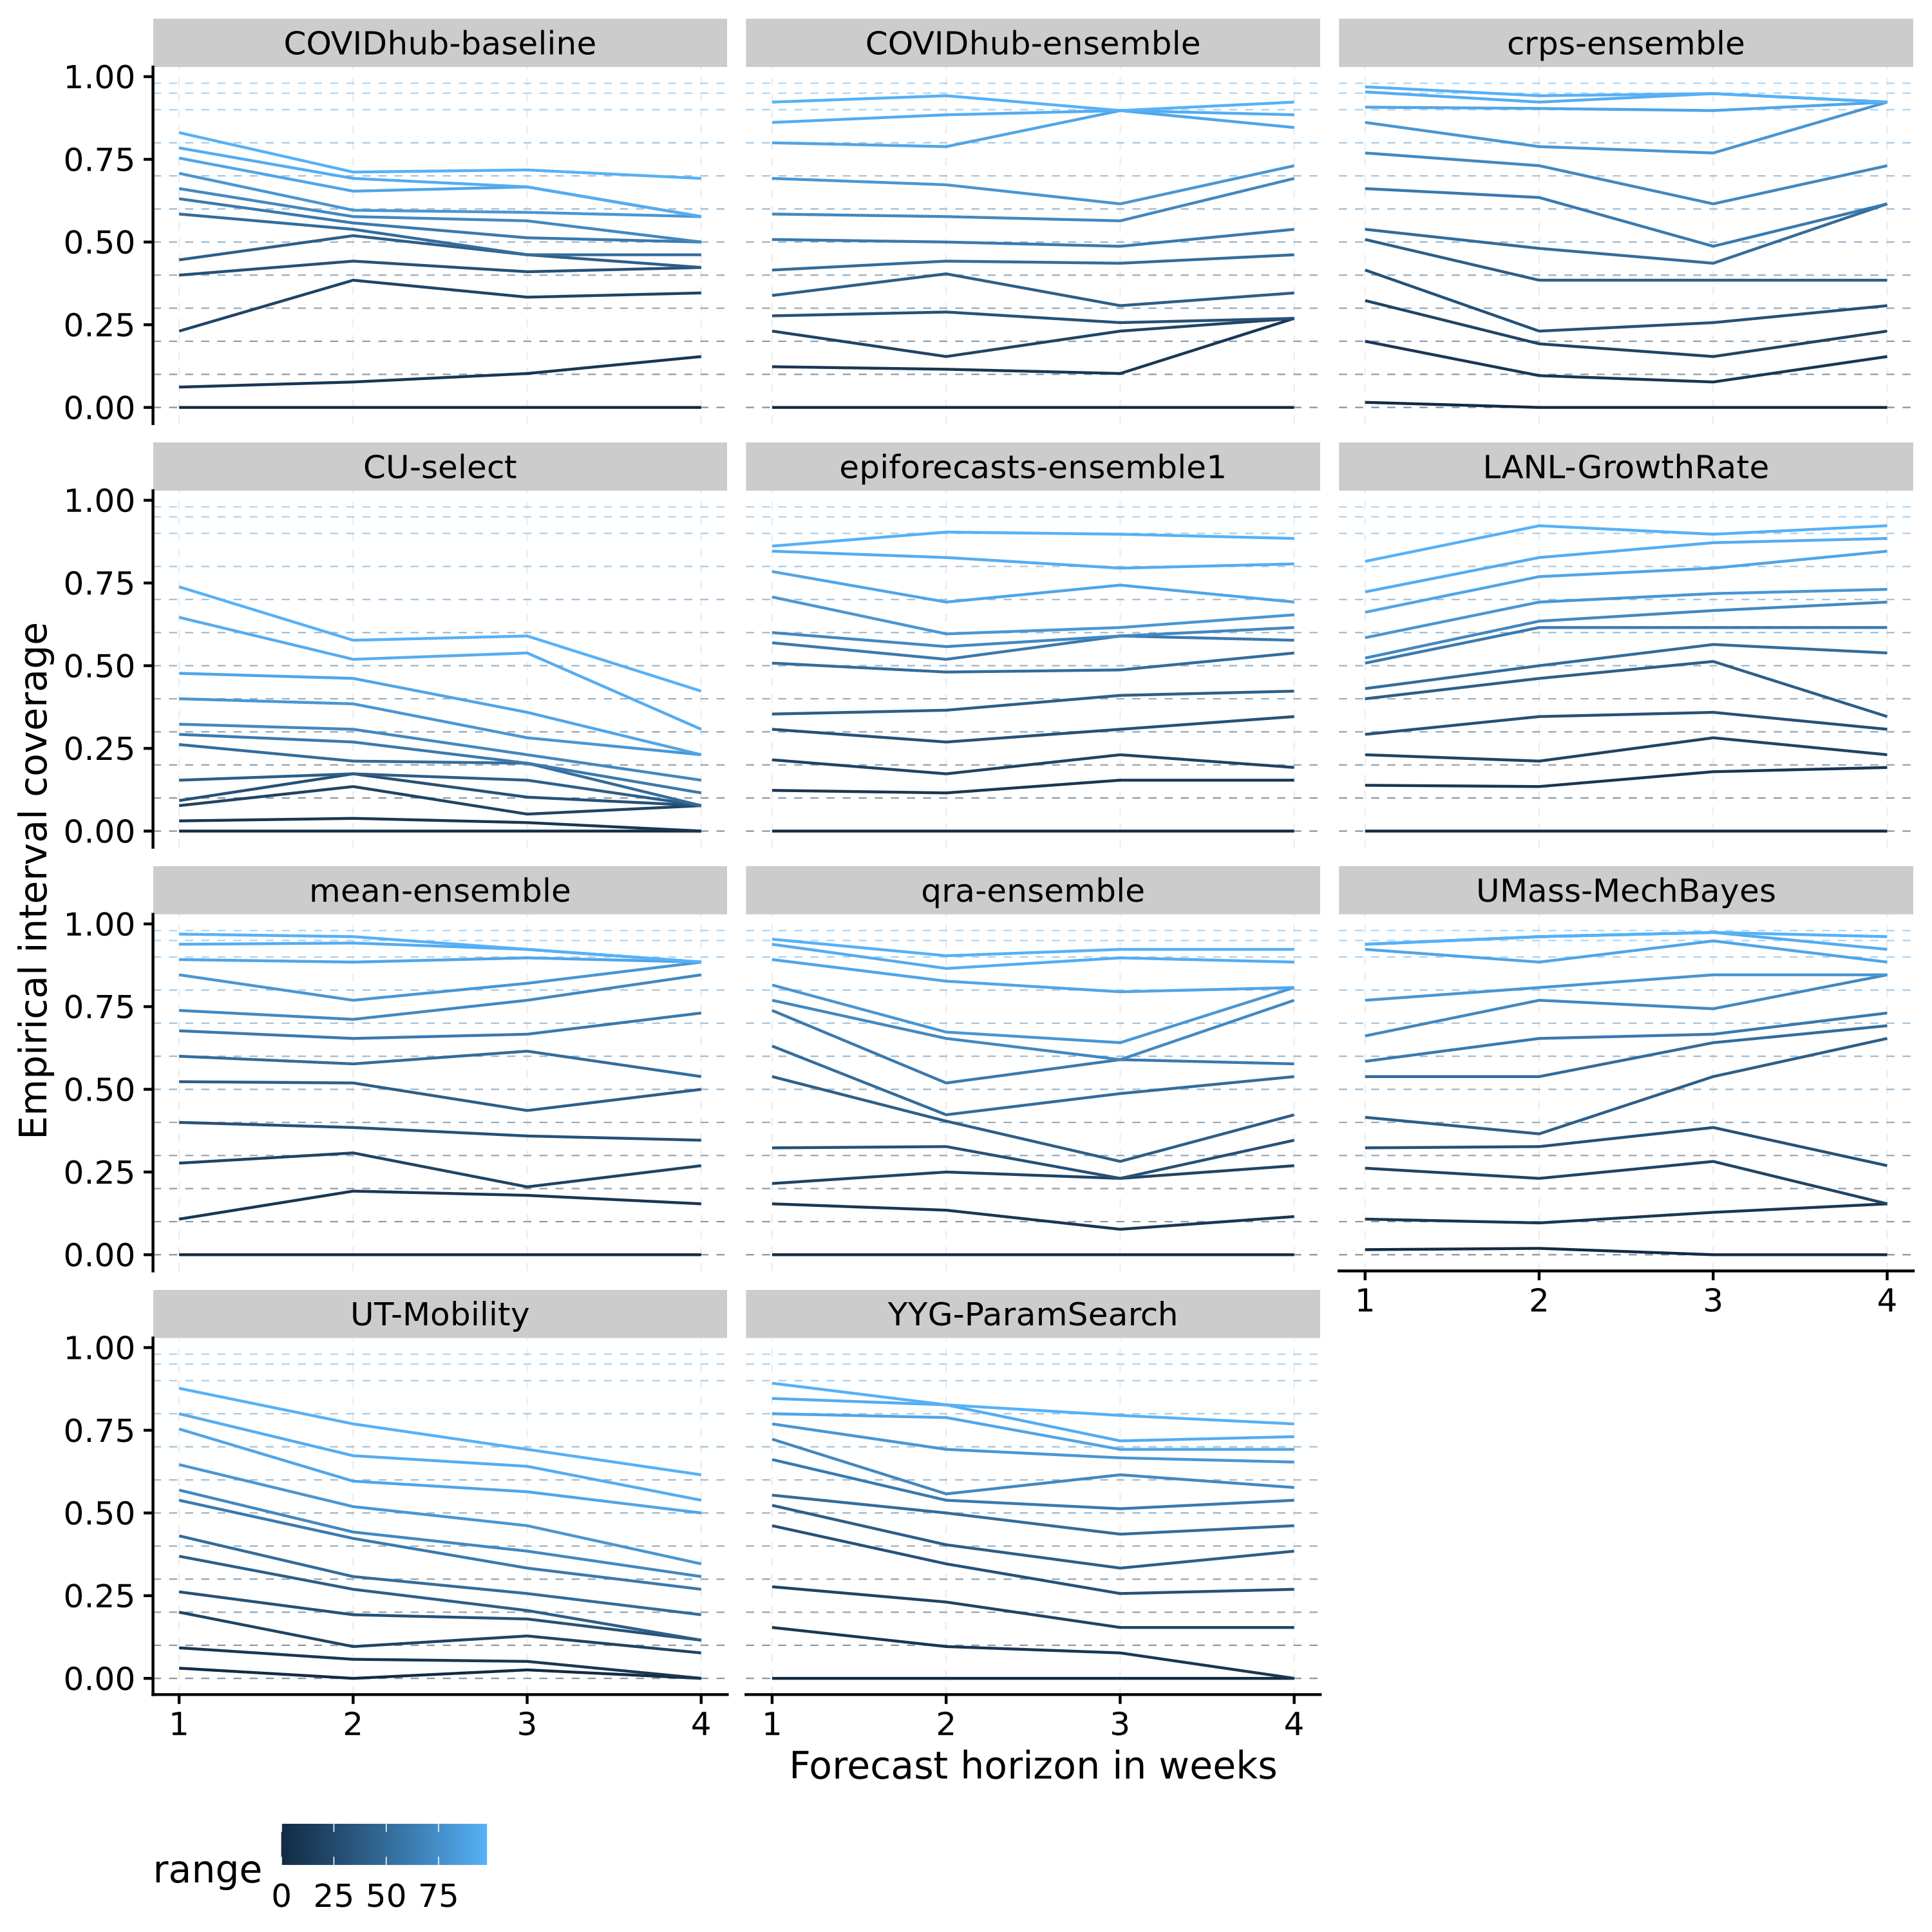 COVIDhub-baseline COVIDhub-ensemble crps-ensemble
1.00
0.75
0.50
0.25
0.00
CU-select epiforecasts-ensemble1 LANL-GrowthRate
1.00
0.75
0.50
0.25
0.00
Empirical interval coverage
mean-ensemble qra-ensemble UMass-MechBayes
1.00
0.75
0.50
0.25
0.00
1 2 3 4
UT-Mobility YYG-ParamSearch
1.00
0.75
0.50
0.25
0.00
1 2 3 4 1 2 3 4
Forecast horizon in weeks
range
0 25 50 75